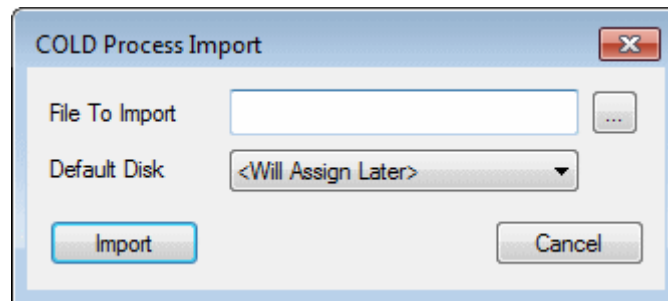 COLD Process Import
File To Import
...
Default Disk <Will Assign Later>
Import Cancel